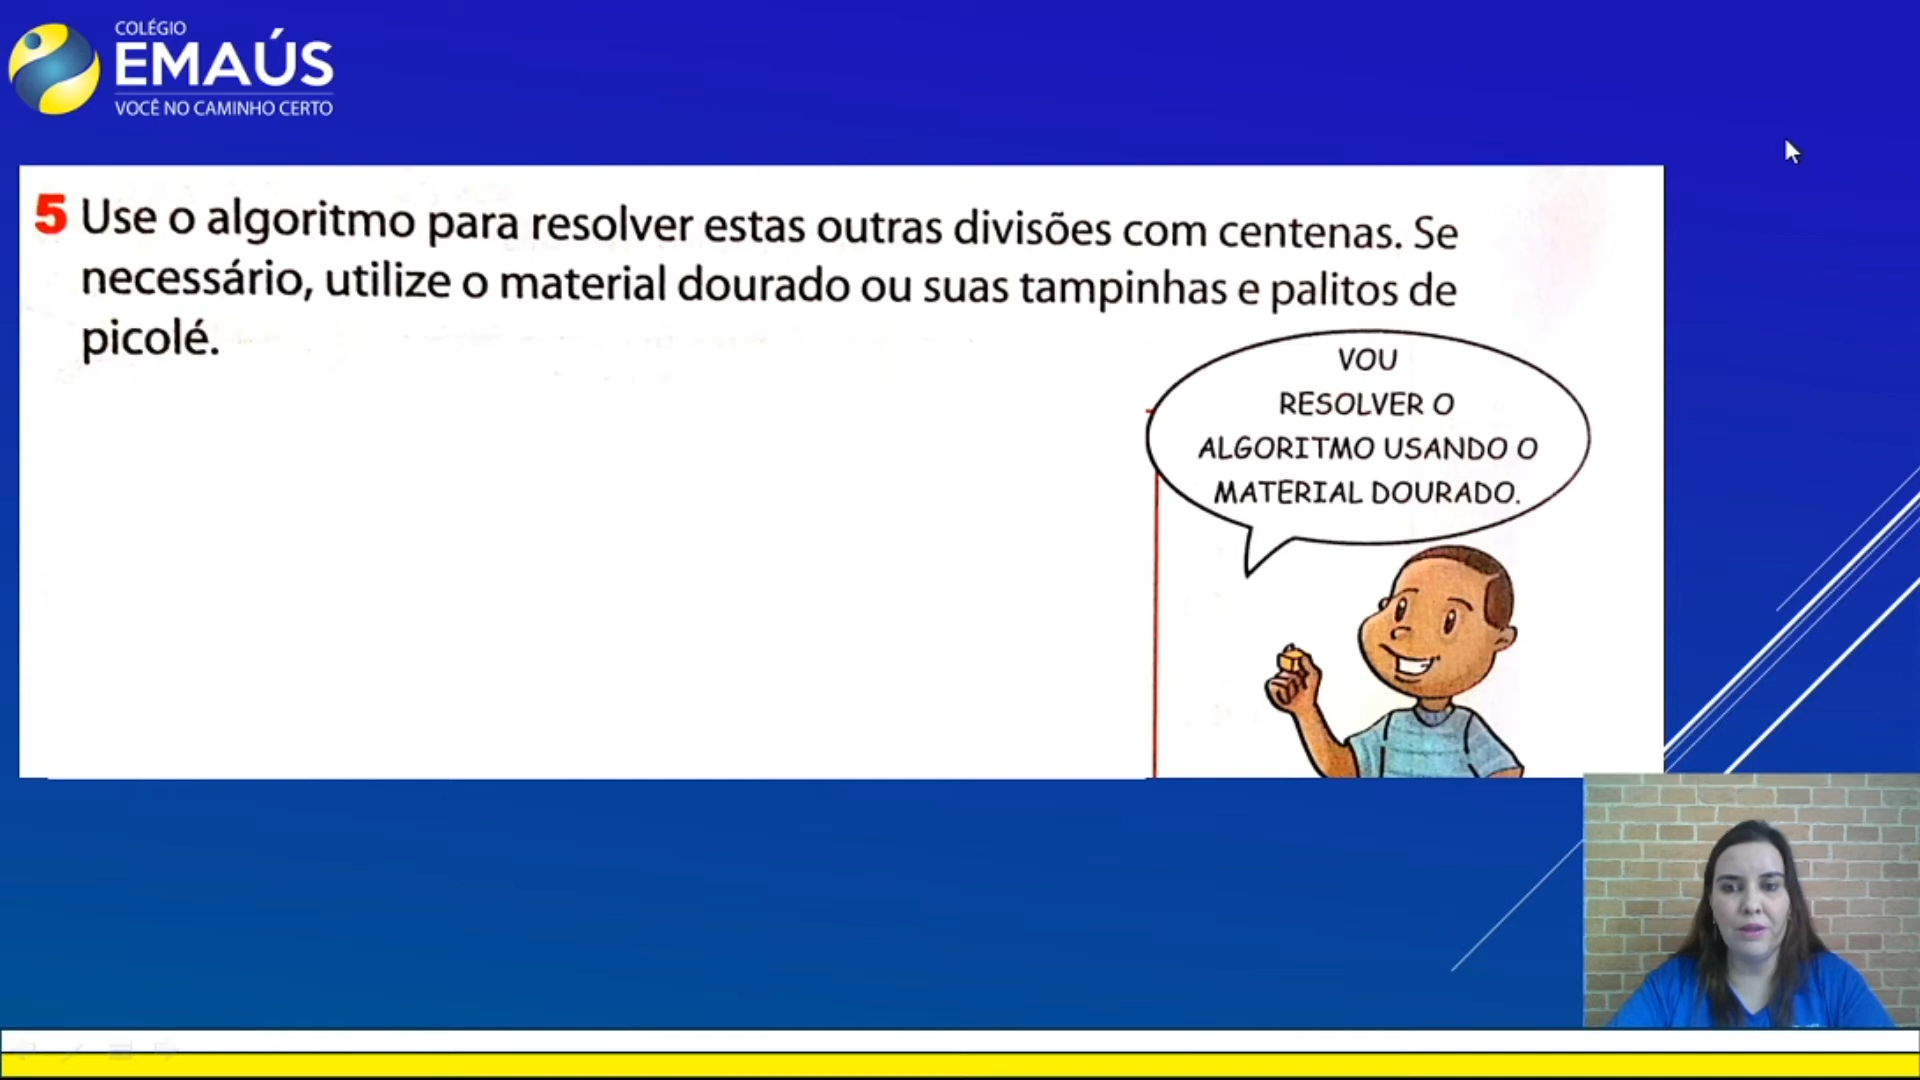 COLÉGIO
EMAÚS
VOCÊ NO CAMINHO CERTO
5 Use o algoritmo para resolver estas outras divisões com centenas. Se
necessário, utilize o material dourado ou suas tampinhas e palitos de
picolé.
VOU
RESOLVER O
ALGORITMO USANDO O
MATERIAL DOURADO.